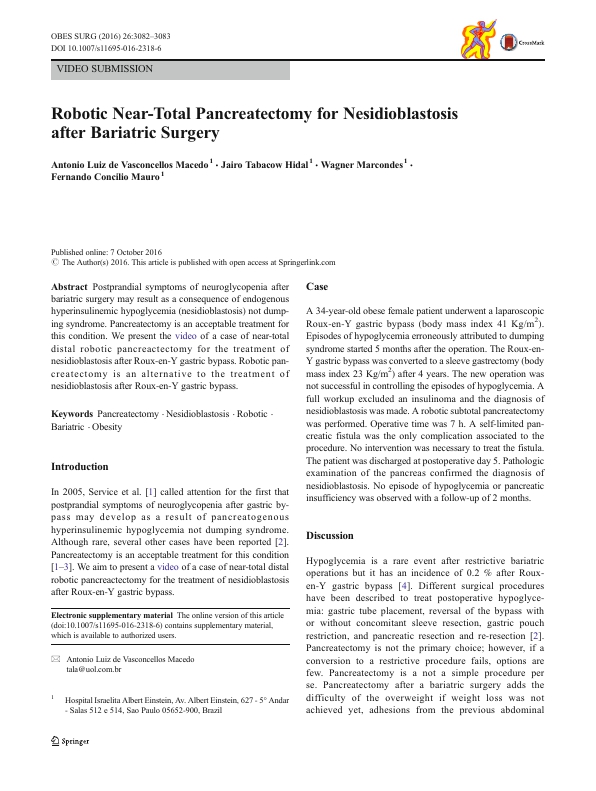 OBES SURG (2016) 26:3082–3083
DOI 10.1007/s11695-016-2318-6
CrossMark
VIDEO SUBMISSION
Robotic Near-Total Pancreatectomy for Nesidioblastosis
after Bariatric Surgery
Antonio Luiz de Vasconcellos Macedo1 · Jairo Tabacow Hidal1 · Wagner Marcondes1 ·
Fernando Concilio Mauro1
Published online: 7 October 2016
© The Author(s) 2016. This article is published with open access at Springerlink.com
Abstract Postprandial symptoms of neuroglycopenia after
bariatric surgery may result as a consequence of endogenous
hyperinsulinemic hypoglycemia (nesidioblastosis) not dump-
ing syndrome. Pancreatectomy is an acceptable treatment for
this condition. We present the video of a case of near-total
distal robotic pancreactectomy for the treatment of
nesidioblastosis after Roux-en-Y gastric bypass. Robotic pan-
createctomy is an alternative to the treatment of
nesidioblastosis after Roux-en-Y gastric bypass.
Keywords Pancreatectomy · Nesidioblastosis · Robotic ·
Bariatric · Obesity
Introduction
In 2005, Service et al. [1] called attention for the first that
postprandial symptoms of neuroglycopenia after gastric by-
pass may develop as a result of pancreatogenous
hyperinsulinemic hypoglycemia not dumping syndrome.
Although rare, several other cases have been reported [2].
Pancreatectomy is an acceptable treatment for this condition
[1–3]. We aim to present a video of a case of near-total distal
robotic pancreactectomy for the treatment of nesidioblastosis
after Roux-en-Y gastric bypass.
Electronic supplementary material The online version of this article
(doi:10.1007/s11695-016-2318-6) contains supplementary material,
which is available to authorized users.
Antonio Luiz de Vasconcellos Macedo
tala@uol.com.br
1 Hospital Israelita Albert Einstein, Av. Albert Einstein, 627 - 5° Andar
- Salas 512 e 514, Sao Paulo 05652-900, Brazil
Case
A 34-year-old obese female patient underwent a laparoscopic
Roux-en-Y gastric bypass (body mass index 41 Kg/m2).
Episodes of hypoglycemia erroneously attributed to dumping
syndrome started 5 months after the operation. The Roux-en-
Y gastric bypass was converted to a sleeve gastrectomy (body
mass index 23 Kg/m2) after 4 years. The new operation was
not successful in controlling the episodes of hypoglycemia. A
full workup excluded an insulinoma and the diagnosis of
nesidioblastosis was made. A robotic subtotal pancreatectomy
was performed. Operative time was 7 h. A self-limited pan-
creatic fistula was the only complication associated to the
procedure. No intervention was necessary to treat the fistula.
The patient was discharged at postoperative day 5. Pathologic
examination of the pancreas confirmed the diagnosis of
nesidioblastosis. No episode of hypoglycemia or pancreatic
insufficiency was observed with a follow-up of 2 months.
Discussion
Hypoglycemia is a rare event after restrictive bariatric
operations but it has an incidence of 0.2 % after Roux-
en-Y gastric bypass [4]. Different surgical procedures
have been described to treat postoperative hypoglyce-
mia: gastric tube placement, reversal of the bypass with
or without concomitant sleeve resection, gastric pouch
restriction, and pancreatic resection and re-resection [2].
Pancreatectomy is not the primary choice; however, if a
conversion to a restrictive procedure fails, options are
few. Pancreatectomy is a not a simple procedure per
se. Pancreatectomy after a bariatric surgery adds the
difficulty of the overweight if weight loss was not
achieved yet, adhesions from the previous abdominal
Springer